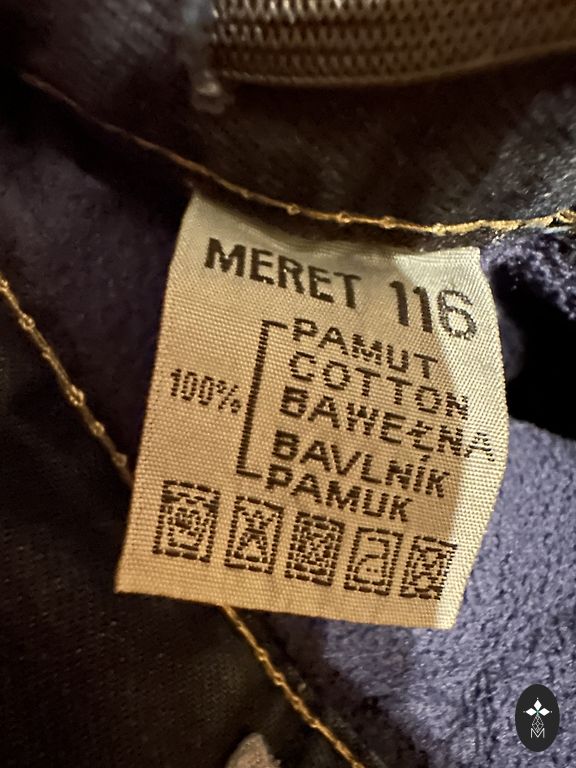 MERET 116
100%
PAMUT
COTTON
BAWEŁNA
BAVLNÍK
PAMUK